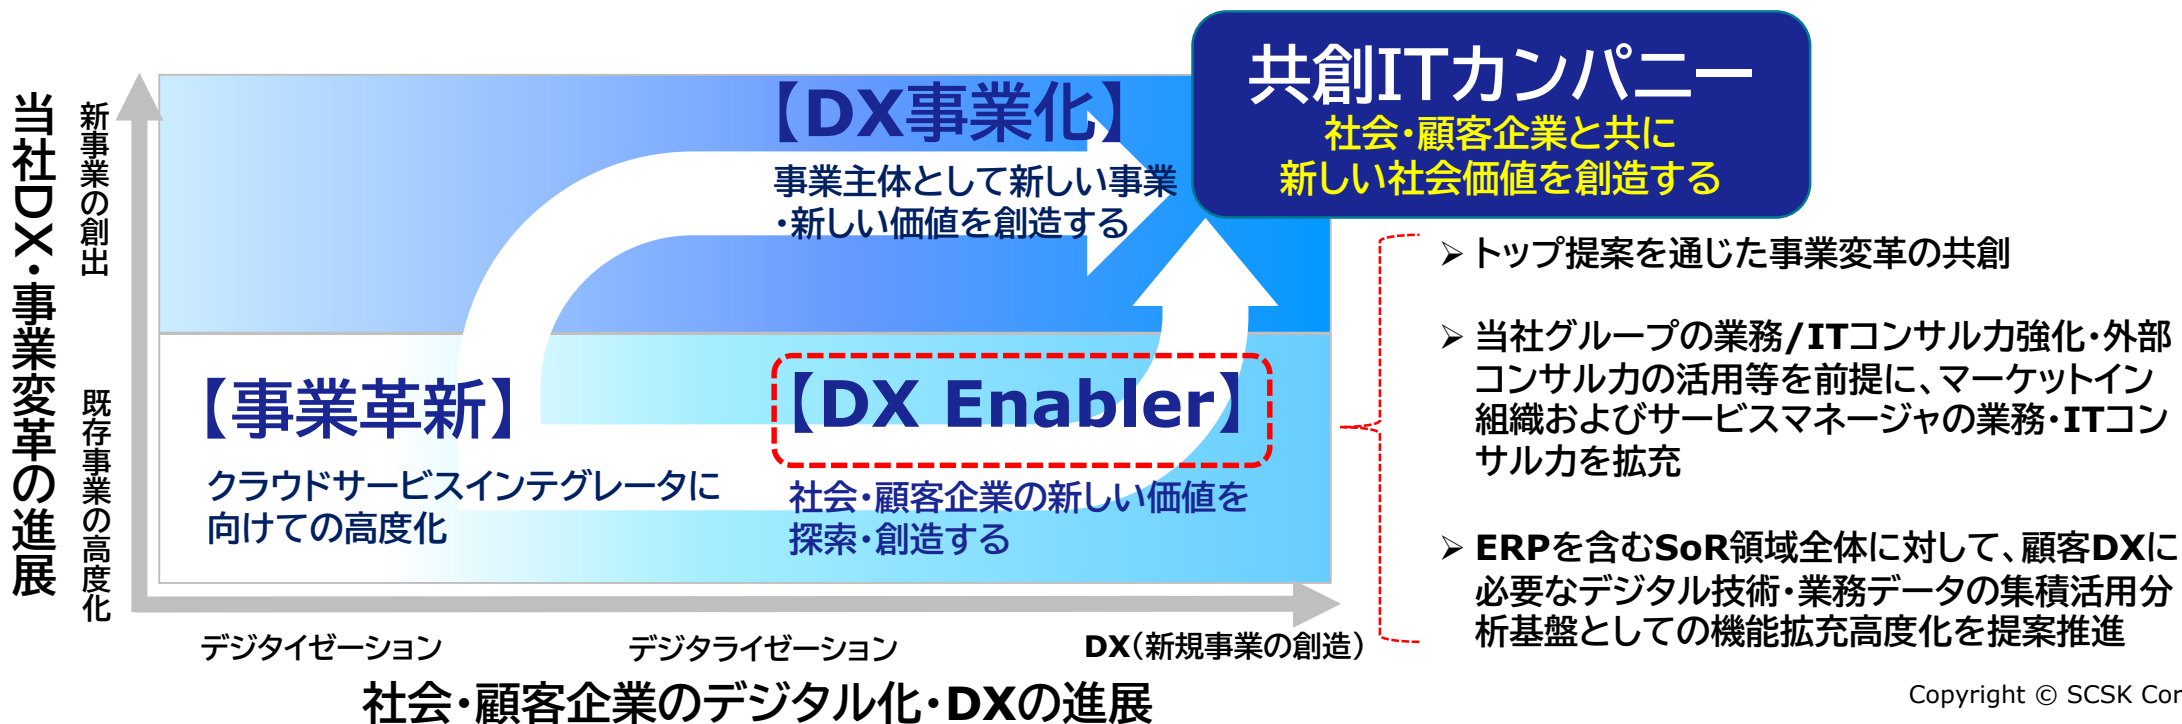 共創ITカンパニー
社会・顧客企業と共に
新しい社会価値を創造する
当社DX・事業変革の進展
新事業の創出
既存事業の高度化
【DX事業化】
事業主体として新しい事業
・新しい価値を創造する
【事業革新】
クラウドサービスインテグレータに
向けての高度化
【DX Enabler】
社会・顧客企業の新しい価値を
探索・創造する
➢ トップ提案を通じた事業変革の共創
➢ 当社グループの業務/ITコンサル力強化・外部
コンサル力の活用等を前提に、マーケットイン
組織およびサービスマネージャの業務・ITコン
サル力を拡充
➢ ERPを含むSoR領域全体に対して、顧客DXに
必要なデジタル技術・業務データの集積活用分
析基盤としての機能拡充高度化を提案推進
デジタイゼーション
デジタライゼーション
DX(新規事業の創造)
社会・顧客企業のデジタル化・DXの進展
Copyright © SCSK Cor